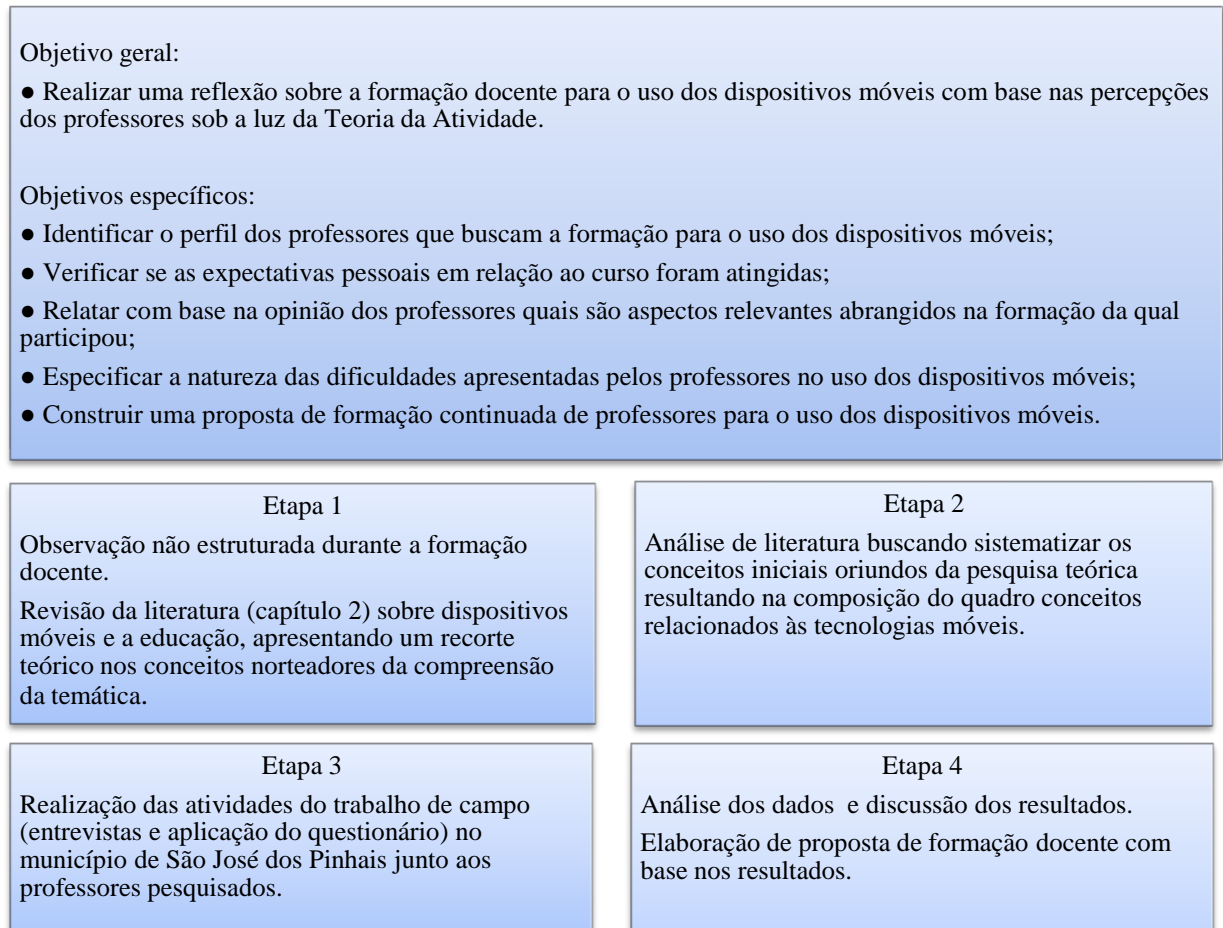 Objetivo geral:
● Realizar uma reflexão sobre a formação docente para o uso dos dispositivos móveis com base nas percepções
dos professores sob a luz da Teoria da Atividade.
Objetivos específicos:
● Identificar o perfil dos professores que buscam a formação para o uso dos dispositivos móveis;
● Verificar se as expectativas pessoais em relação ao curso foram atingidas;
● Relatar com base na opinião dos professores quais são aspectos relevantes abrangidos na formação da qual
participou;
● Especificar a natureza das dificuldades apresentadas pelos professores no uso dos dispositivos móveis;
● Construir uma proposta de formação continuada de professores para o uso dos dispositivos móveis.
Etapa 1
Observação não estruturada durante a formação
docente.
Revisão da literatura (capítulo 2) sobre dispositivos
móveis e a educação, apresentando um recorte
teórico nos conceitos norteadores da compreensão
da temática.
Etapa 2
Análise de literatura buscando sistematizar os
conceitos iniciais oriundos da pesquisa teórica
resultando na composição do quadro conceitos
relacionados às tecnologias móveis.
Etapa 3
Realização das atividades do trabalho de campo
(entrevistas e aplicação do questionário) no
município de São José dos Pinhais junto aos
professores pesquisados.
Etapa 4
Análise dos dados e discussão dos resultados.
Elaboração de proposta de formação docente com
base nos resultados.